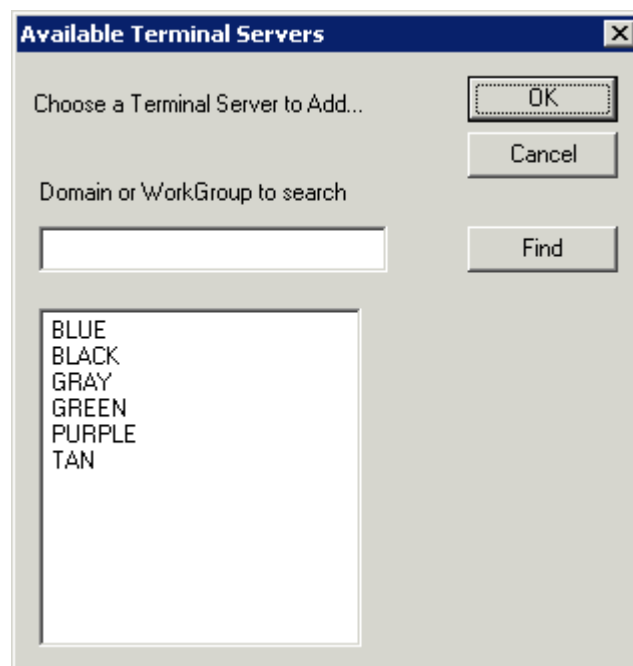 Available Terminal Servers
Choose a Terminal Server to Add...
OK
Cancel
Domain or WorkGroup to search
Find
BLUE
BLACK
GRAY
GREEN
PURPLE
TAN